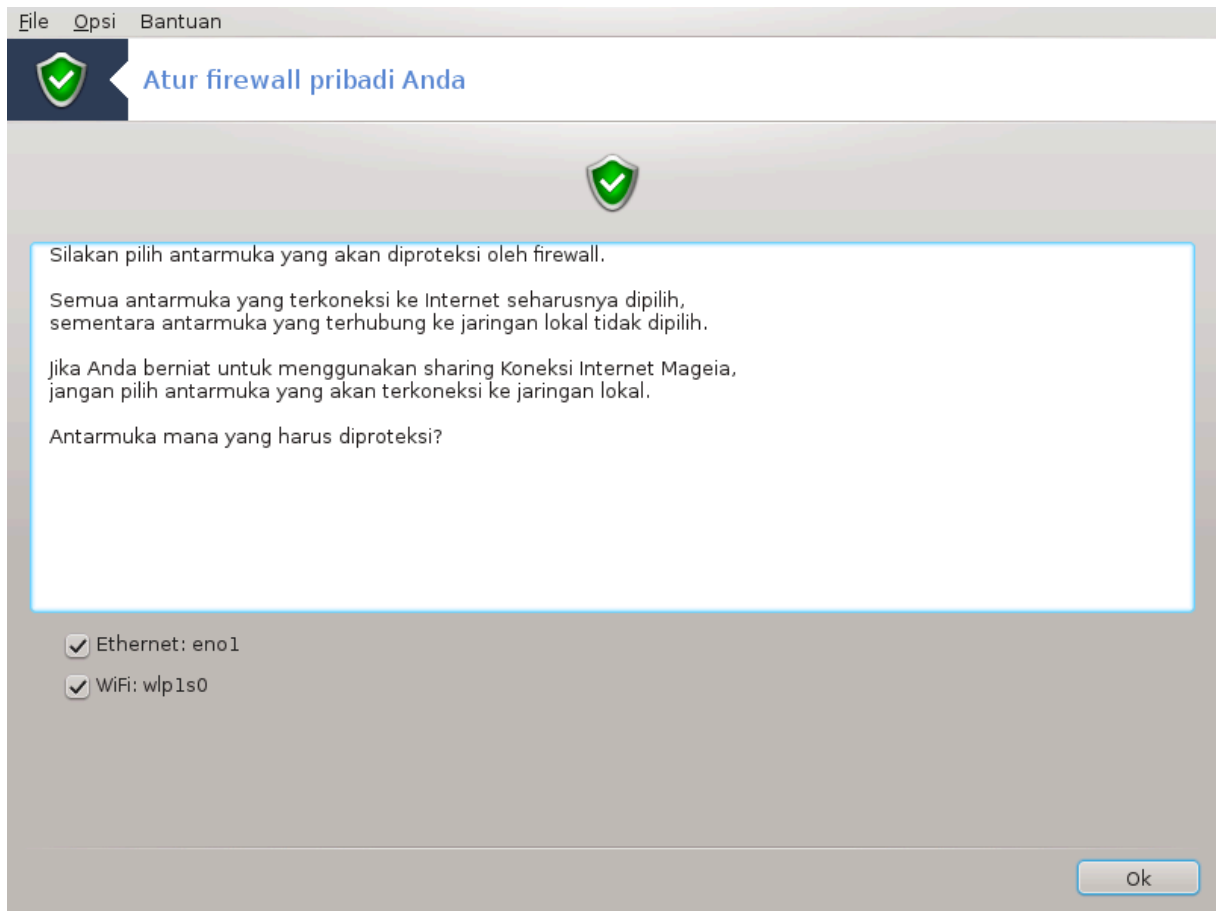 File Opsi Bantuan
Atur firewall pribadi Anda
Silakan pilih antarmuka yang akan diproteksi oleh firewall.
Semua antarmuka yang terkoneksi ke Internet seharusnya dipilih,
sementara antarmuka yang terhubung ke jaringan lokal tidak dipilih.
Jika Anda berniat untuk menggunakan sharing Koneksi Internet Mageia,
jangan pilih antarmuka yang akan terkoneksi ke jaringan lokal.
Antarmuka mana yang harus diproteksi?
Ethernet: eno1
WiFi: wlp1s0
Ok